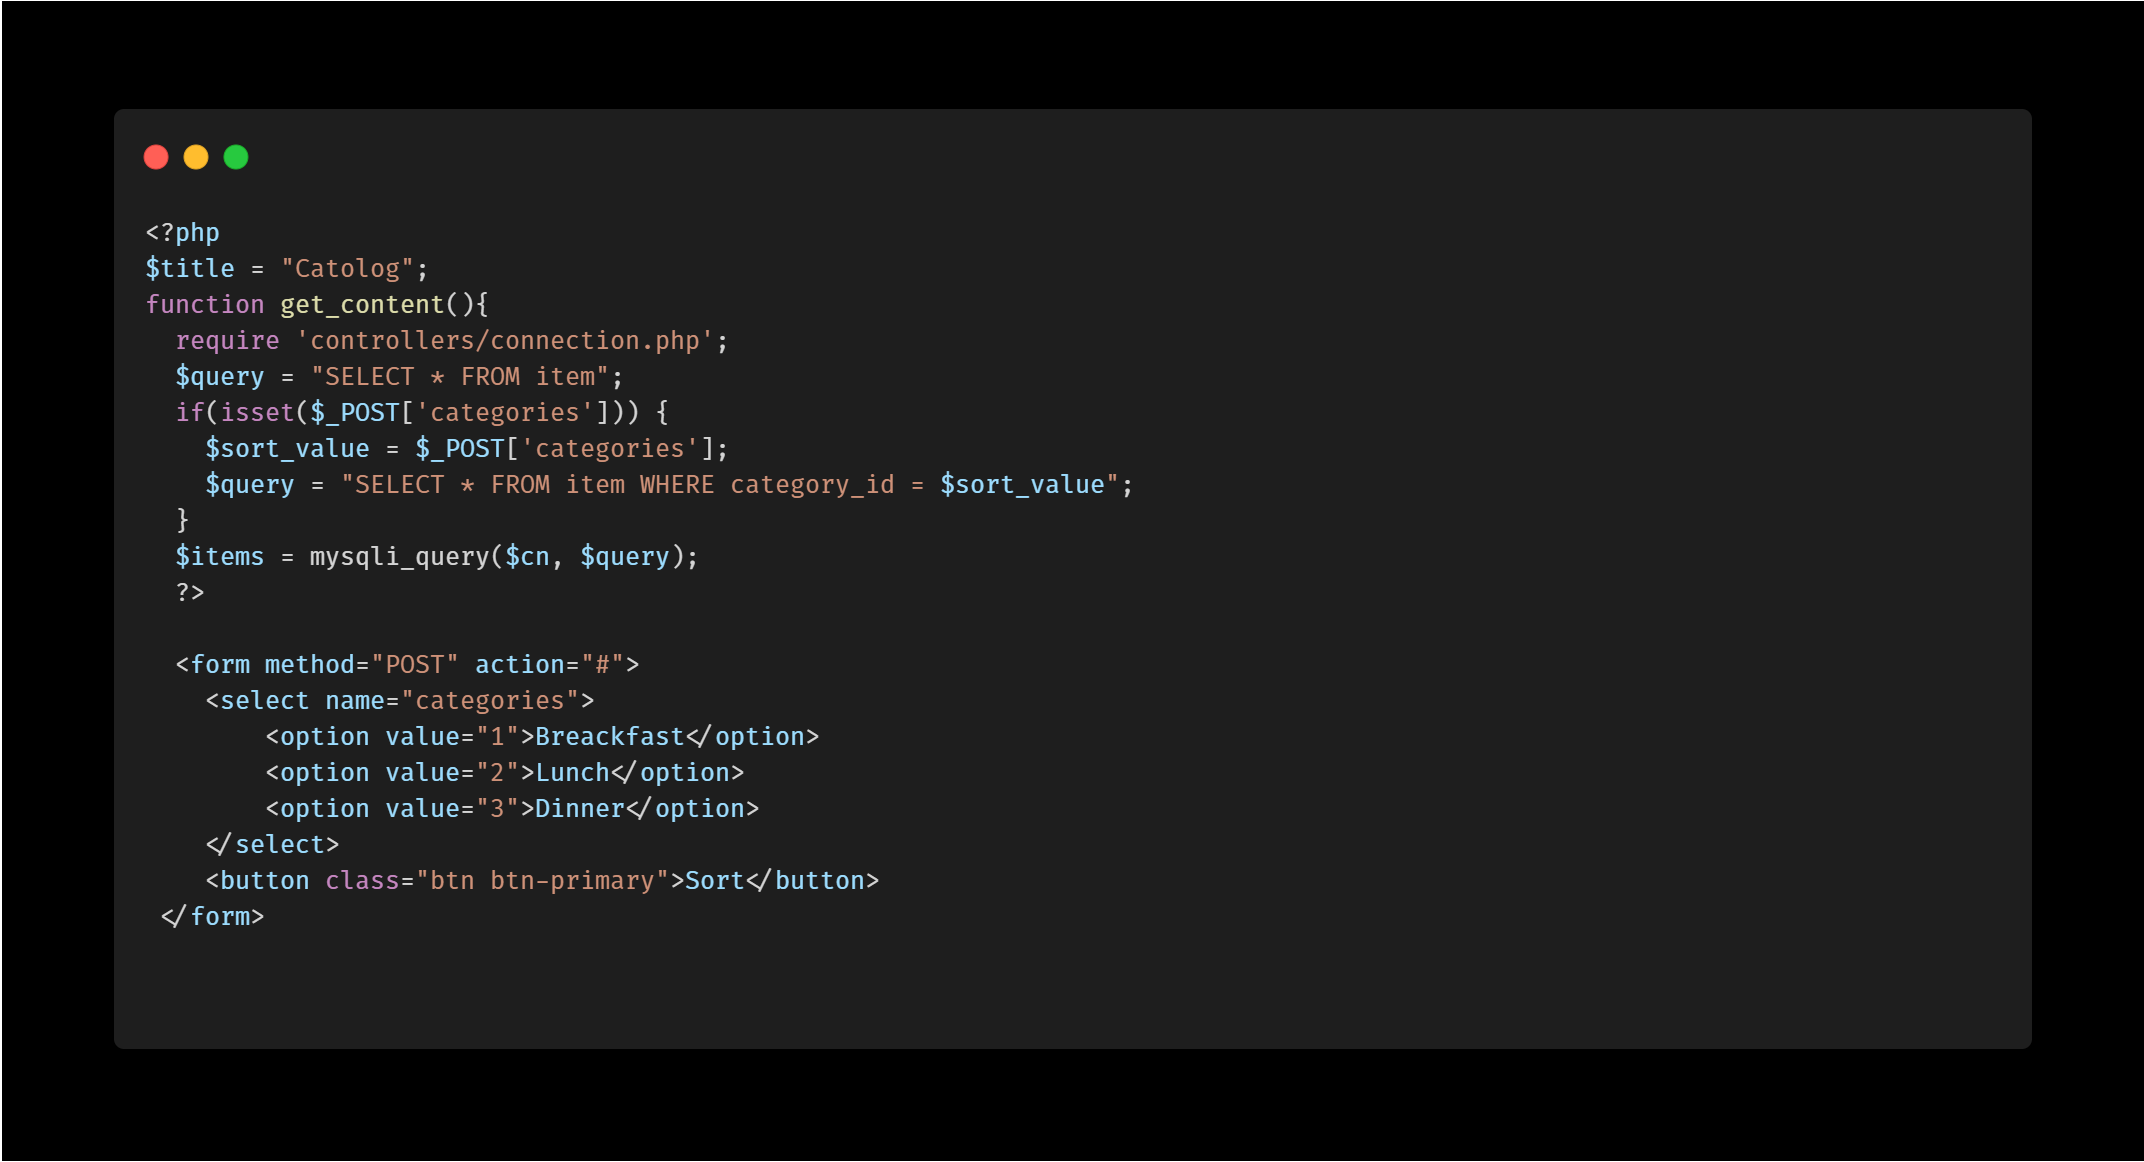 <?php
$title = "Catolog";
function get_content(){
  require 'controllers/connection.php';
  $query = "SELECT * FROM item";
  if(isset($_POST['categories'])) {
    $sort_value = $_POST['categories'];
    $query = "SELECT * FROM item WHERE category_id = $sort_value";
  }
  $items = mysqli_query($cn, $query);
  ?>

  <form method="POST" action="#">
    <select name="categories">
        <option value="1">Breackfast</option>
        <option value="2">Lunch</option>
        <option value="3">Dinner</option>
    </select>
    <button class="btn btn-primary">Sort</button>
 </form>